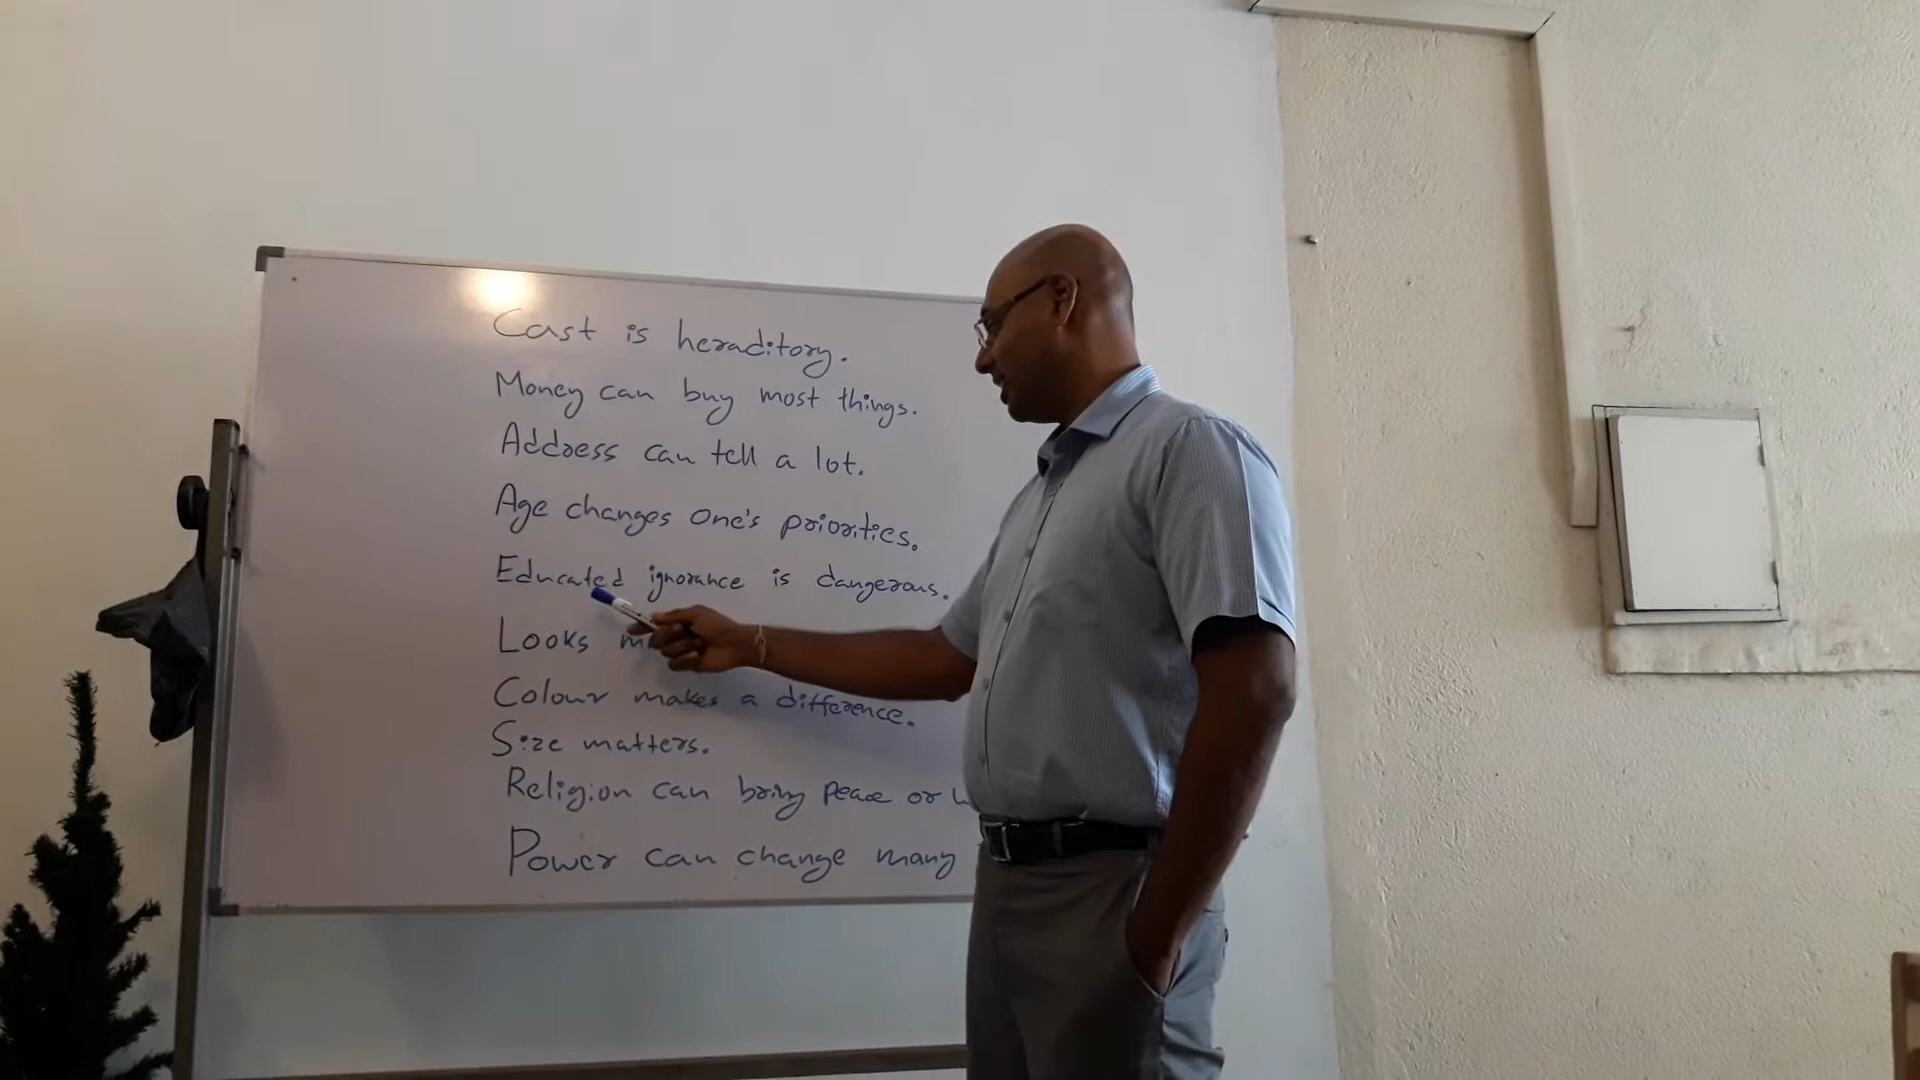 Cast is heraditory.
Money can buy most things.
Address can tell a lot.
Age changes one's priorities.
Educated ignorance is dangerous.
Looks
Colour makes a difference.
Size matters.
Religion can bring peace or
Power can change many